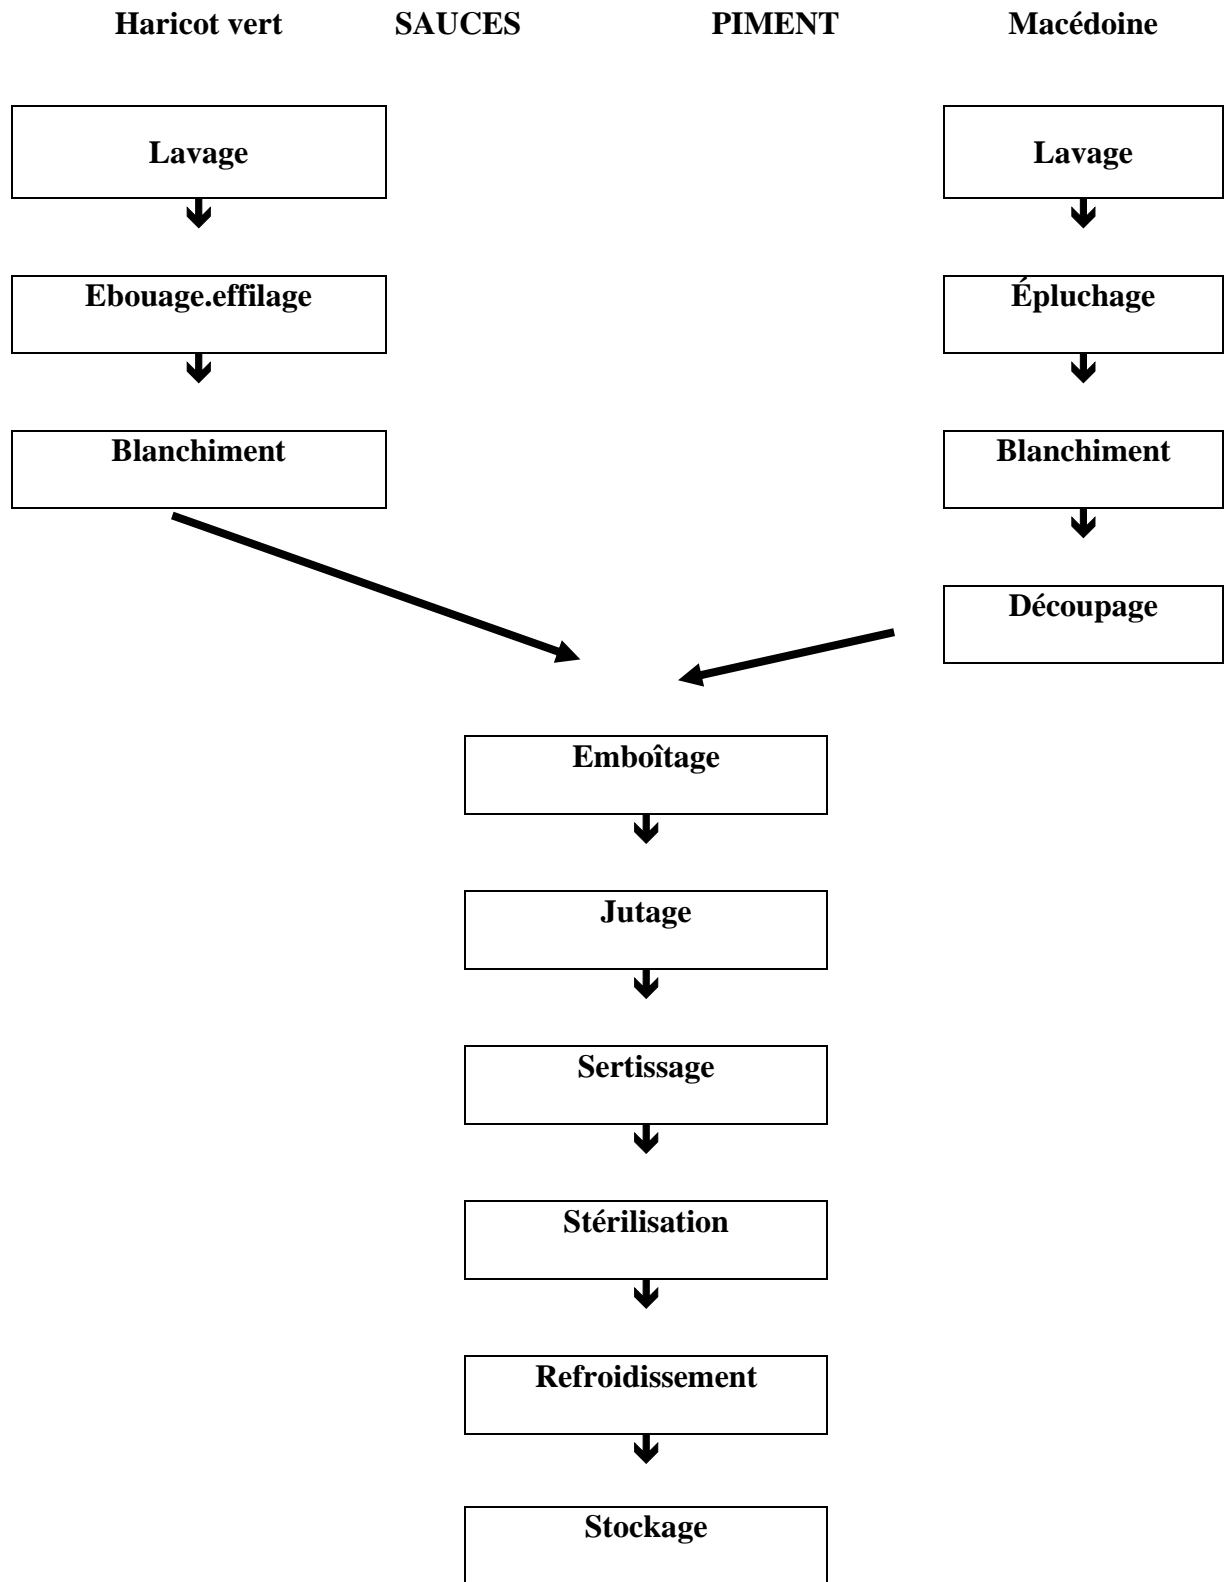 Haricot vert SAUCES PIMENT Macédoine
Lavage Lavage
Ebouage.effilage Épluchage
Blanchiment Blanchiment
Découpage
Emboîtage
Jutage
Sertissage
Stérilisation
Refroidissement
Stockage